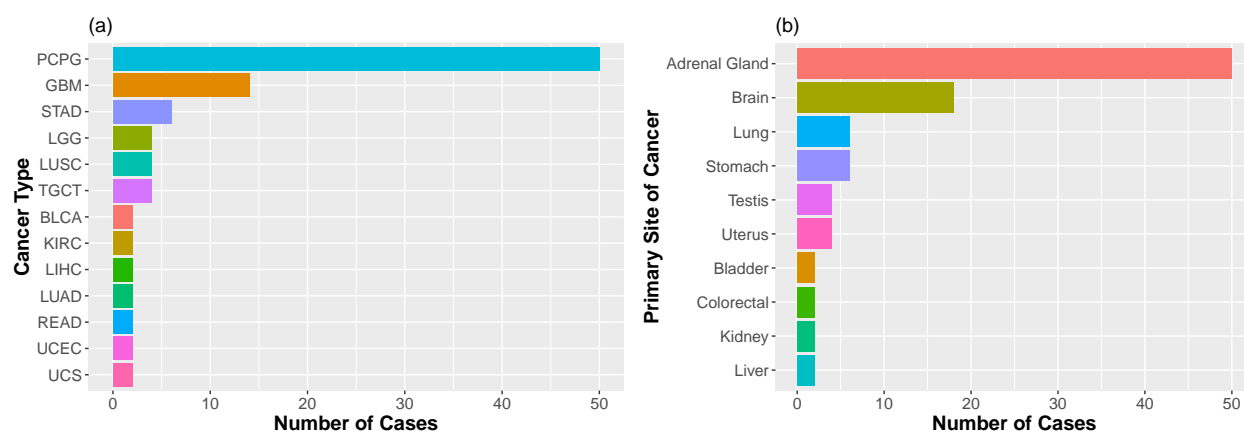 (a)
Cancer Type
PCPG
GBM
STAD
LGG
LUSC
TGCT
BLCA
KIRC
LIHC
LUAD
READ
UCEC
UCS
0 10 20 30 40 50
Number of Cases
(b)
Primary Site of Cancer
Adrenal Gland
Brain
Lung
Stomach
Testis
Uterus
Bladder
Colorectal
Kidney
Liver
0 10 20 30 40 50
Number of Cases